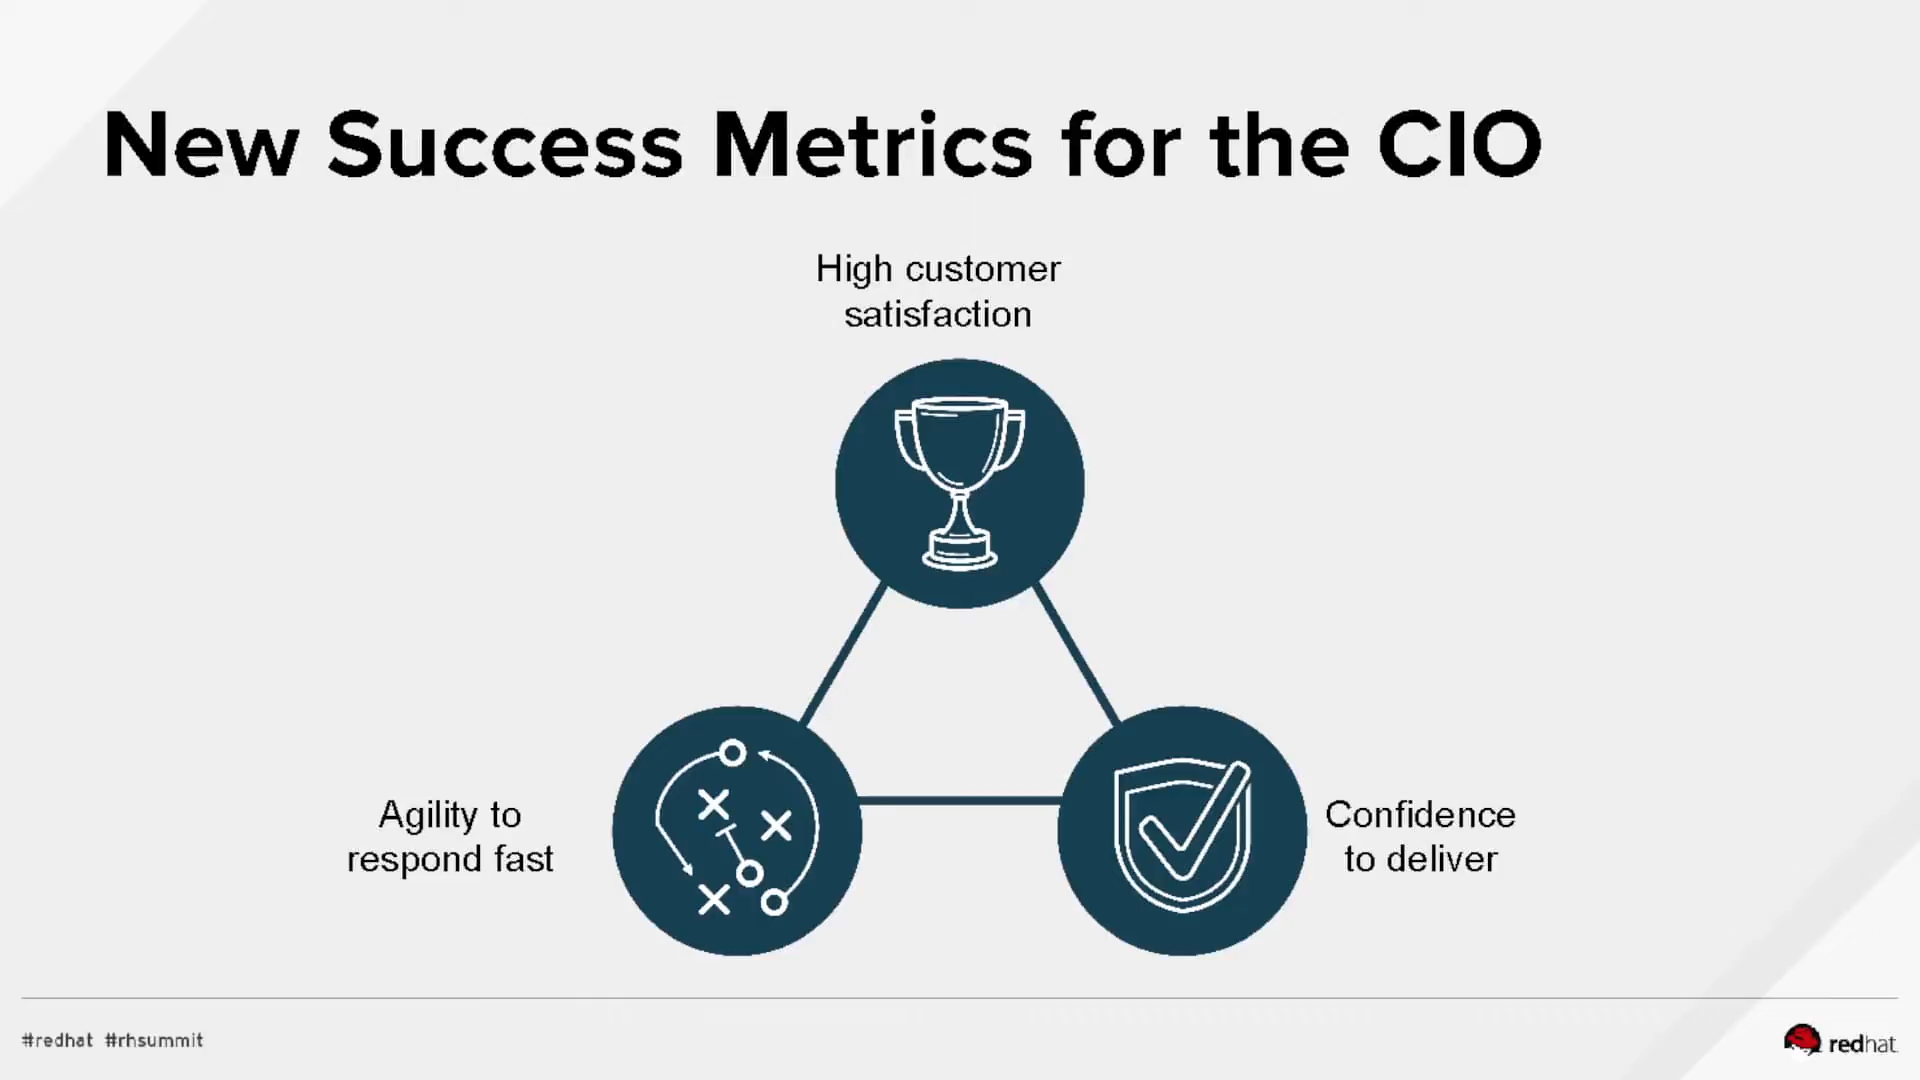 New Success Metrics for the CIO
High customer
satisfaction
Agility to
respond fast
Confidence
to deliver
#redhat #rhsummit
redhat